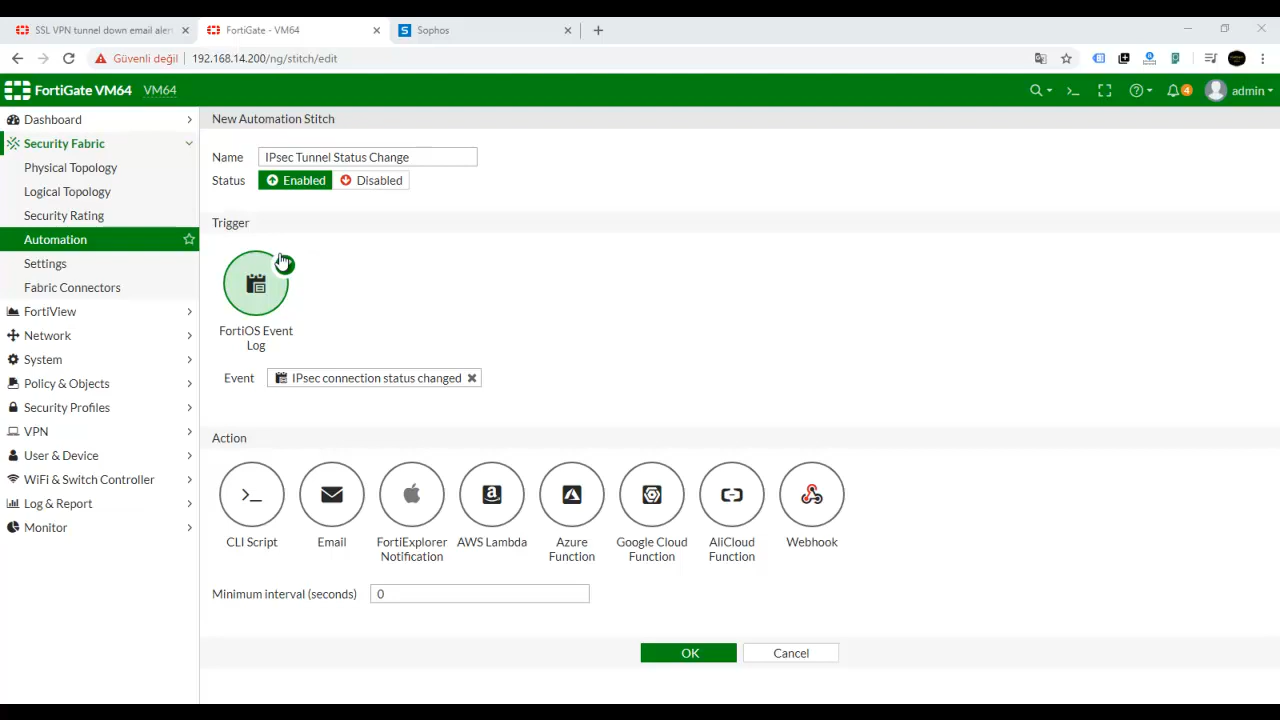 SSL VPN tunnel down email aler
FortiGate - VM64
Sophos
Güvenli değil
192.168.14.200/ng/stitch/edit
FortiGate VM64
VM64
4
admin
Dashboard
Security Fabric
Physical Topology
Logical Topology
Security Rating
Automation
Settings
Fabric Connectors
FortiView
Network
System
Policy & Objects
Security Profiles
VPN
User & Device
WiFi & Switch Controller
Log & Report
Monitor
New Automation Stitch
Name
IPsec Tunnel Status Change
Status
Enabled
Disabled
Trigger
FortiOS Event
Log
Event
IPsec connection status changed
Action
CLI Script
Email
FortiExplorer
Notification
AWS Lambda
Azure
Function
Google Cloud
Function
AliCloud
Function
Webhook
Minimum interval (seconds)
0
OK
Cancel